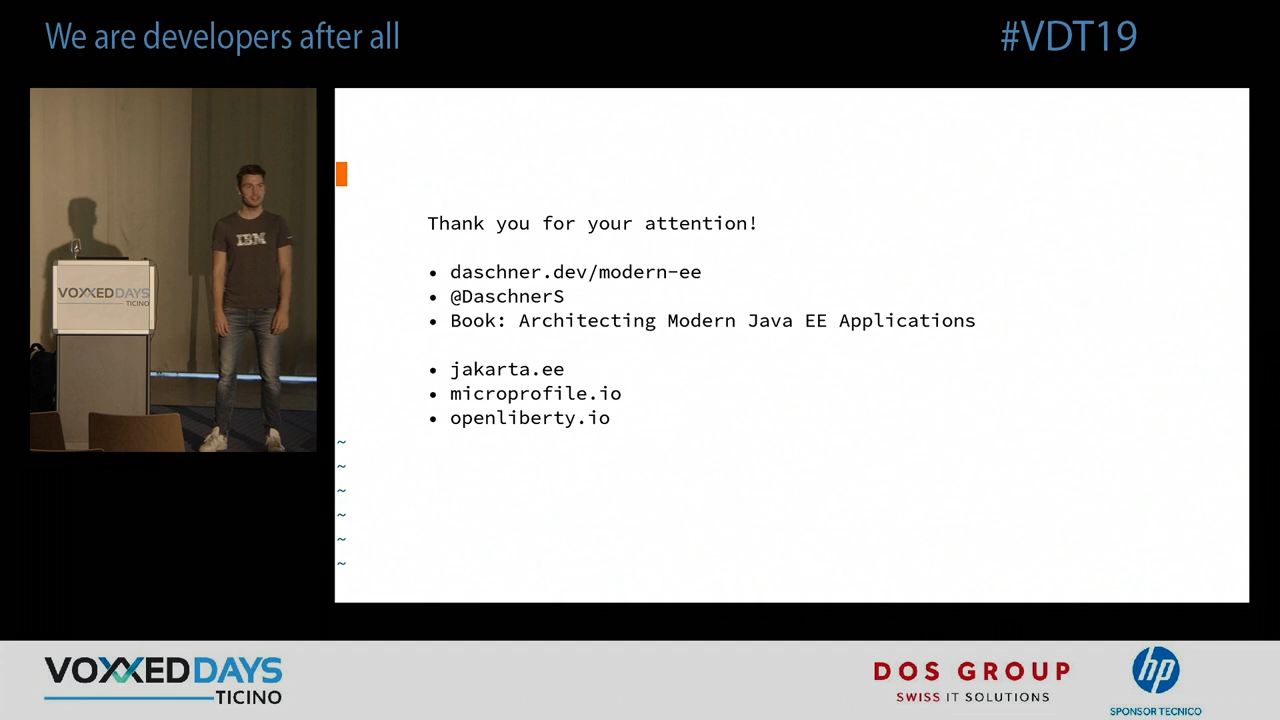 We are developers after all
#VDT19
IBM
VOXXEDDAYS
TICINO
Thank you for your attention!
• daschner.dev/modern-ee
• @DaschnerS
• Book: Architecting Modern Java EE Applications
• jakarta.ee
• microprofile.io
• openliberty.io
~
~
~
~
~
~
VOXXEDDAYS
TICINO
DOS GROUP
SWISS IT SOLUTIONS
hp
SPONSOR TECNICO